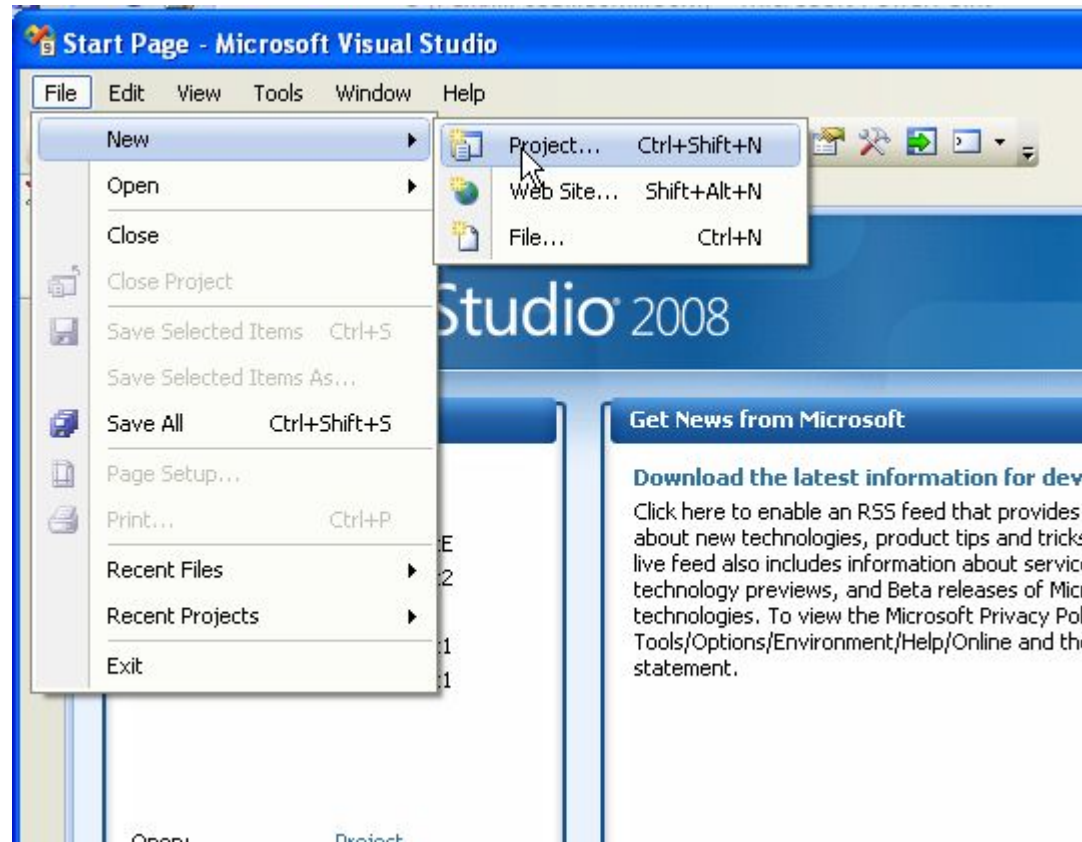 Start Page - Microsoft Visual Studio
File Edit View Tools Window Help
New
Project... Ctrl+Shift+N
Web Site... Shift+Alt+N
File... Ctrl+N
Open
Close
Close Project
Save Selected Items Ctrl+S
Save Selected Items As...
Save All Ctrl+Shift+S
Page Setup...
Print... Ctrl+P
Recent Files
Recent Projects
Exit
Studio 2008
Get News from Microsoft
Download the latest information for dev
Click here to enable an RSS feed that provides
about new technologies, product tips and tricks
live feed also includes information about servic
technology previews, and Beta releases of Micr
technologies. To view the Microsoft Privacy Pol
Tools/Options/Environment/Help/Online and the
statement.
Open: Project...